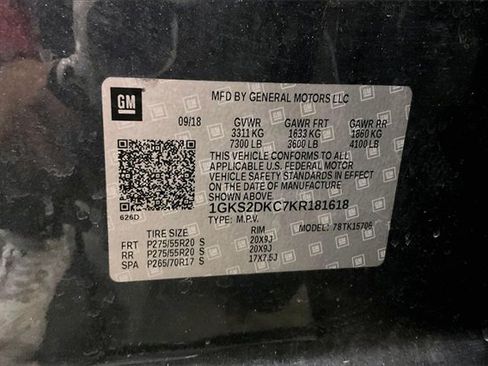 GM
MFD BY GENERAL MOTORS LLC
09/18 GVWR GAWR FRT GAWR RR
3311 KG 1633 KG 1860 KG
7300 LB 3600 LB 4100 LB
THIS VEHICLE CONFORMS TO ALL
APPLICABLE U.S. FEDERAL MOTOR
VEHICLE SAFETY STANDARDS IN EFFECT
ON THE DATE OF MANUFACTURE
SHOWN ABOVE.
626D 1GKS2DKC7KR181618
TYPE: M.P.V. MODEL: 78TK15706
TIRE SIZE RIM
FRT P275/55R20 S 20X9J
RR P275/55R20 S 20X9J
SPA P265/70R17 S 17X7.5J